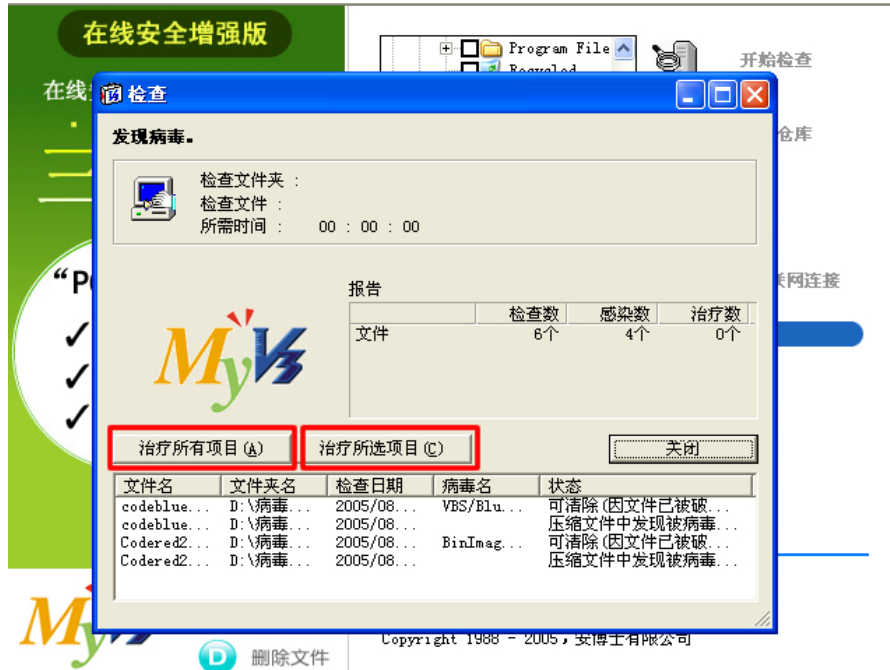 在线安全增强版
Program File
开始检查
在线
检查
仓库
发现病毒。
检查文件夹 :
检查文件 :
所需时间 : 00 : 00 : 00
“P
联网连接
报告
检查数 感染数 治疗数
文件 6个 4个 0个
MyV3
治疗所有项目(A) 治疗所选项目(C) 关闭
文件名 文件夹名 检查日期 病毒名 状态
codeblue... D:\病毒... 2005/08... VBS/Blu... 可清除(因文件已被破...
codeblue... D:\病毒... 2005/08... 压缩文件中发现被病毒...
Codered2... D:\病毒... 2005/08... BinImag... 可清除(因文件已被破...
Codered2... D:\病毒... 2005/08... 压缩文件中发现被病毒...
Copyright 1988 - 2005, 安博士有限公司
D 删除文件